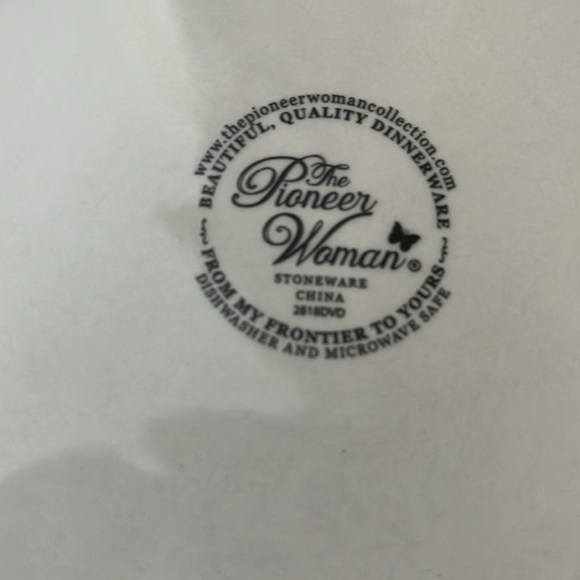 www.thepioneerwomancollection.com
BEAUTIFUL, QUALITY DINNERWARE
The
Pioneer
Woman®
STONEWARE
CHINA
2818DVD
FROM MY FRONTIER TO YOURS
DISHWASHER AND MICROWAVE SAFE